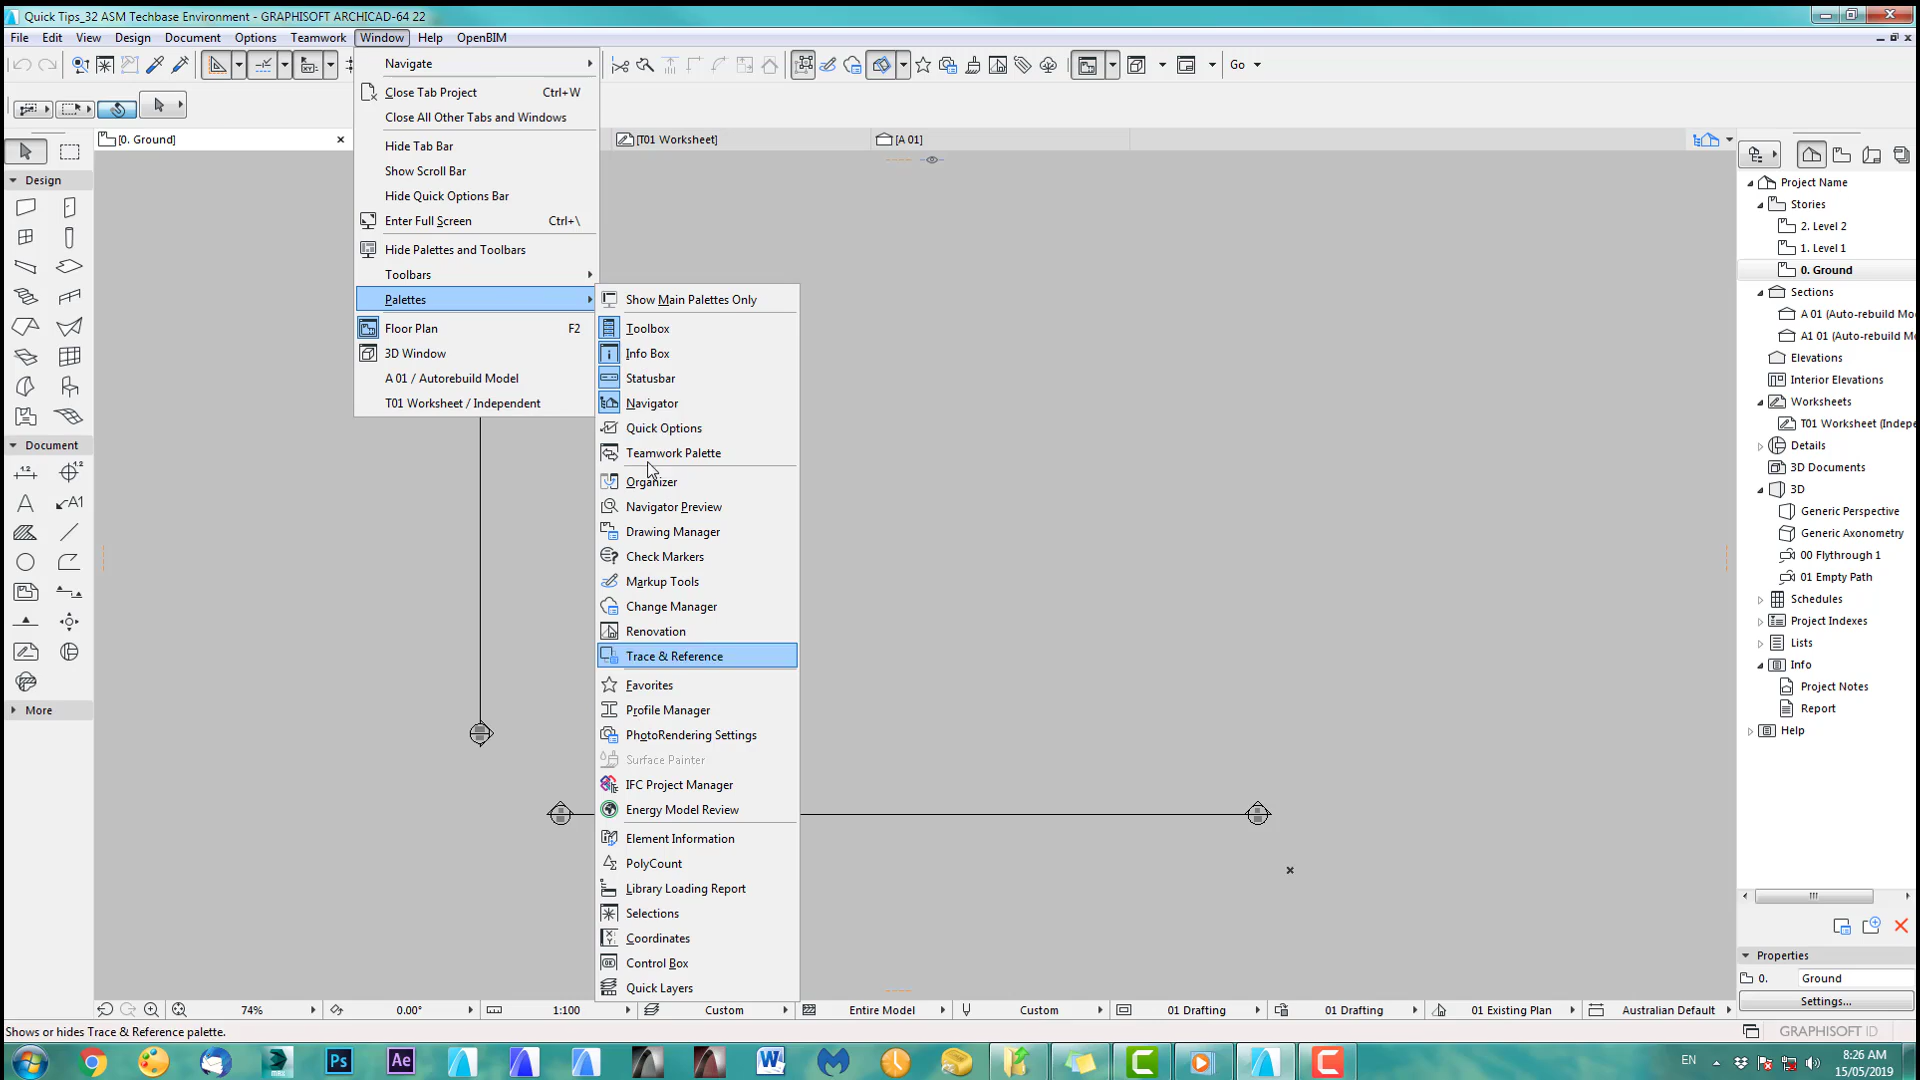 Quick Tips_32 ASM Techbase Environment - GRAPHISOFT ARCHICAD-64 22
File Edit View Design Document Options Teamwork Window Help OpenBIM
Go
Navigate
Close Tab Project Ctrl+W
Close All Other Tabs and Windows
Hide Tab Bar
Show Scroll Bar
Hide Quick Options Bar
Enter Full Screen Ctrl+\
Hide Palettes and Toolbars
Toolbars
Palettes
Floor Plan F2
3D Window
A 01 / Autorebuild Model
T01 Worksheet / Independent
[0. Ground]
[T01 Worksheet]
[A 01]
Show Main Palettes Only
Toolbox
Info Box
Statusbar
Navigator
Quick Options
Teamwork Palette
Organizer
Navigator Preview
Drawing Manager
Check Markers
Markup Tools
Change Manager
Renovation
Trace & Reference
Favorites
Profile Manager
PhotoRendering Settings
Surface Painter
IFC Project Manager
Energy Model Review
Element Information
PolyCount
Library Loading Report
Selections
Coordinates
Control Box
Quick Layers
Design
Document
More
Project Name
Stories
2. Level 2
1. Level 1
0. Ground
Sections
A 01 (Auto-rebuild Mo
A1 01 (Auto-rebuild M
Elevations
Interior Elevations
Worksheets
T01 Worksheet (Indepe
Details
3D Documents
3D
Generic Perspective
Generic Axonometry
00 Flythrough 1
01 Empty Path
Schedules
Project Indexes
Lists
Info
Project Notes
Report
Help
Properties
0. Ground
Settings...
74% 0.00° 1:100 Custom Entire Model Custom 01 Drafting 01 Drafting 01 Existing Plan Australian Default
Shows or hides Trace & Reference palette.
GRAPHISOFT ID
Ps Ae
EN
8:26 AM
15/05/2019